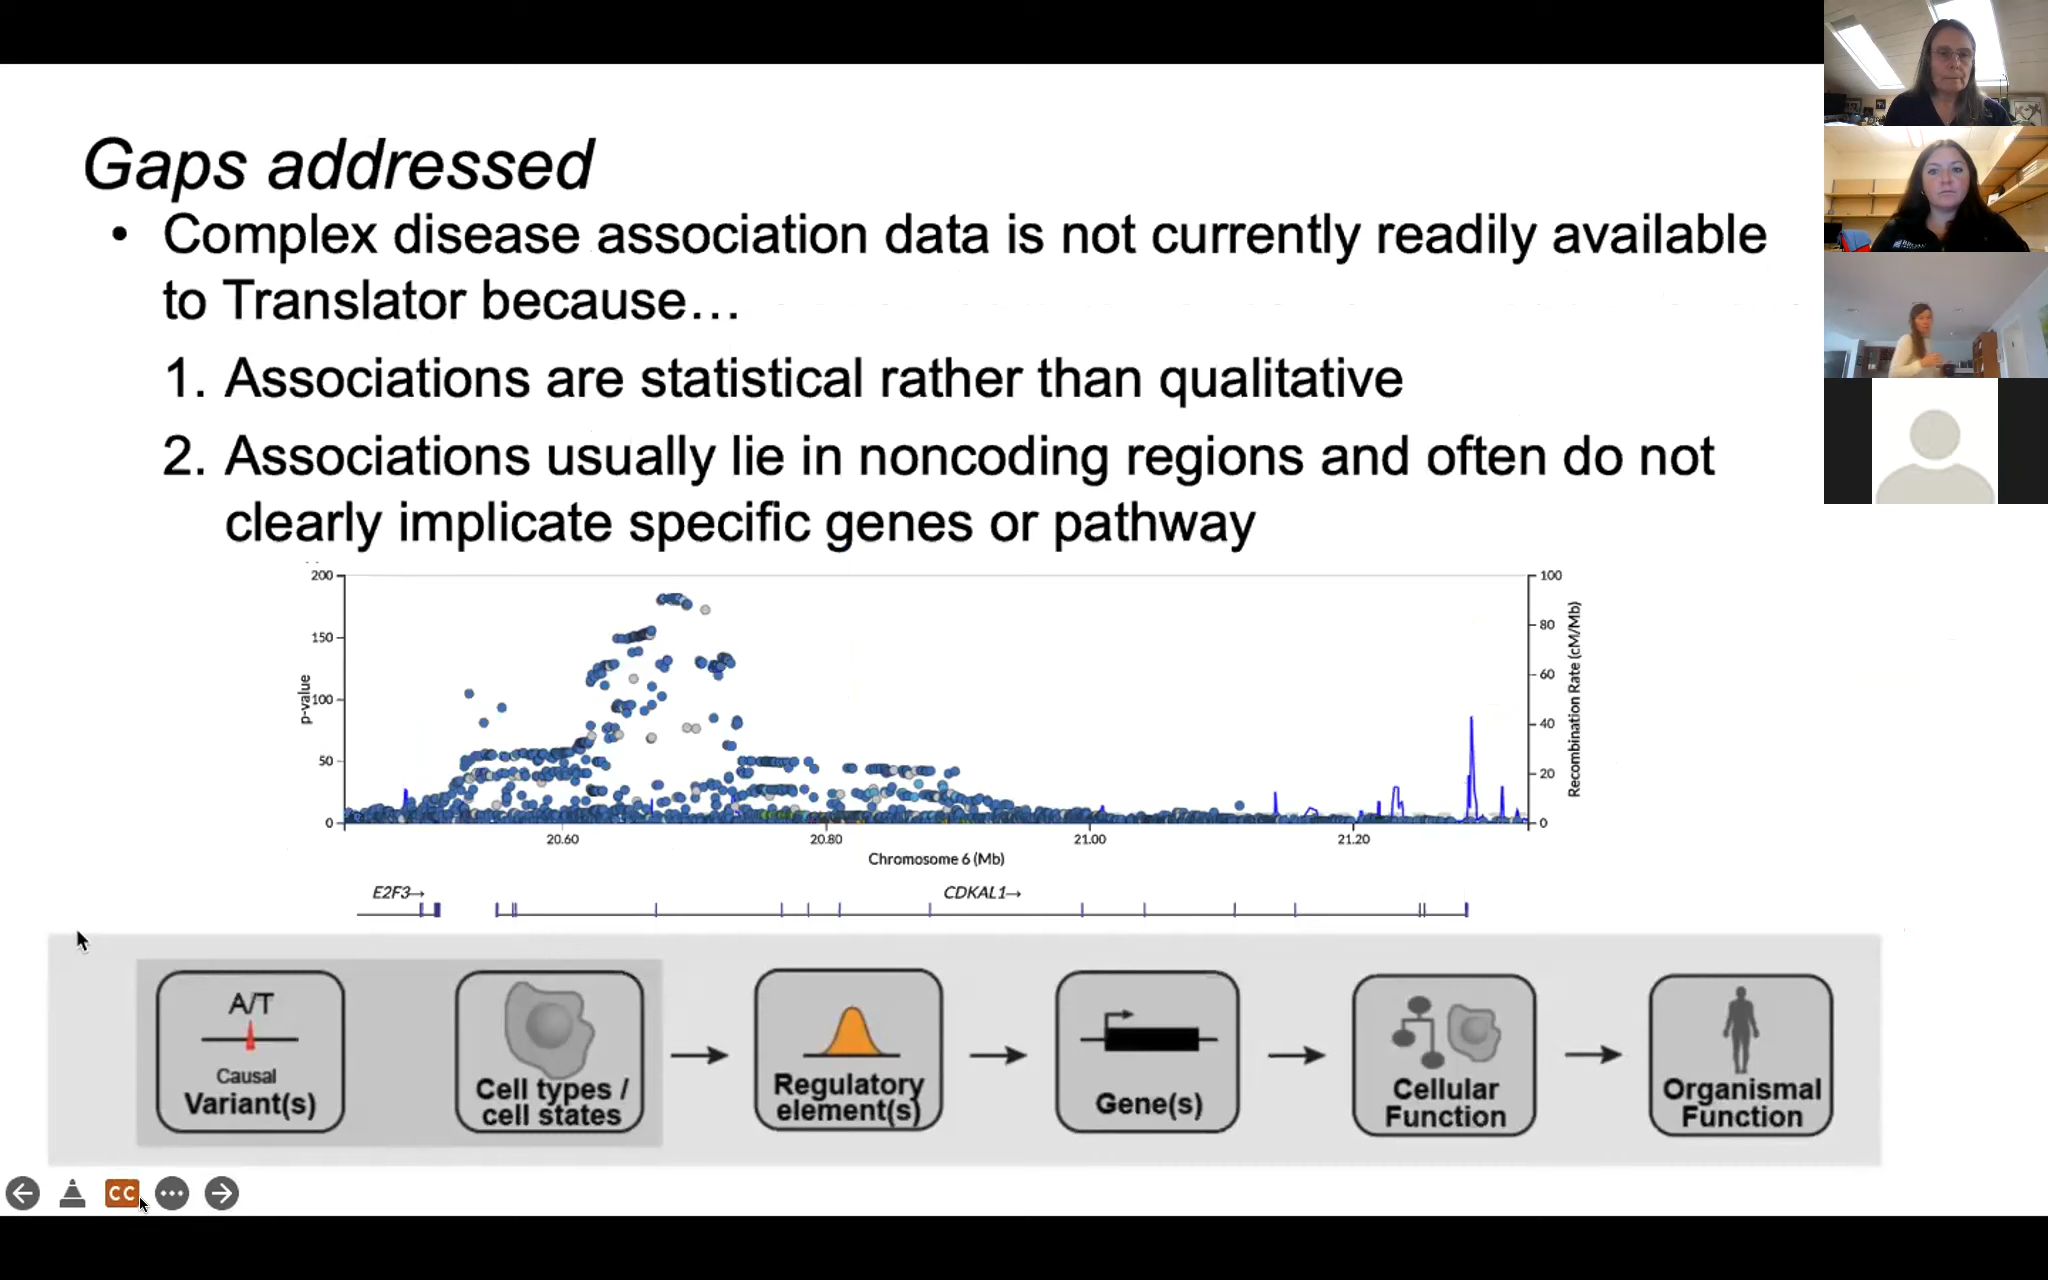 Gaps addressed
• Complex disease association data is not currently readily available
to Translator because…
1. Associations are statistical rather than qualitative
2. Associations usually lie in noncoding regions and often do not
clearly implicate specific genes or pathway
200
150
100
50
0
p-value
100
80
60
40
20
0
Recombination Rate (cM/Mb)
20.60 20.80 21.00 21.20
Chromosome 6 (Mb)
E2F3→ CDKAL1→
A/T
Causal
Variant(s)
Cell types /
cell states
Regulatory
element(s)
Gene(s)
Cellular
Function
Organismal
Function
CC